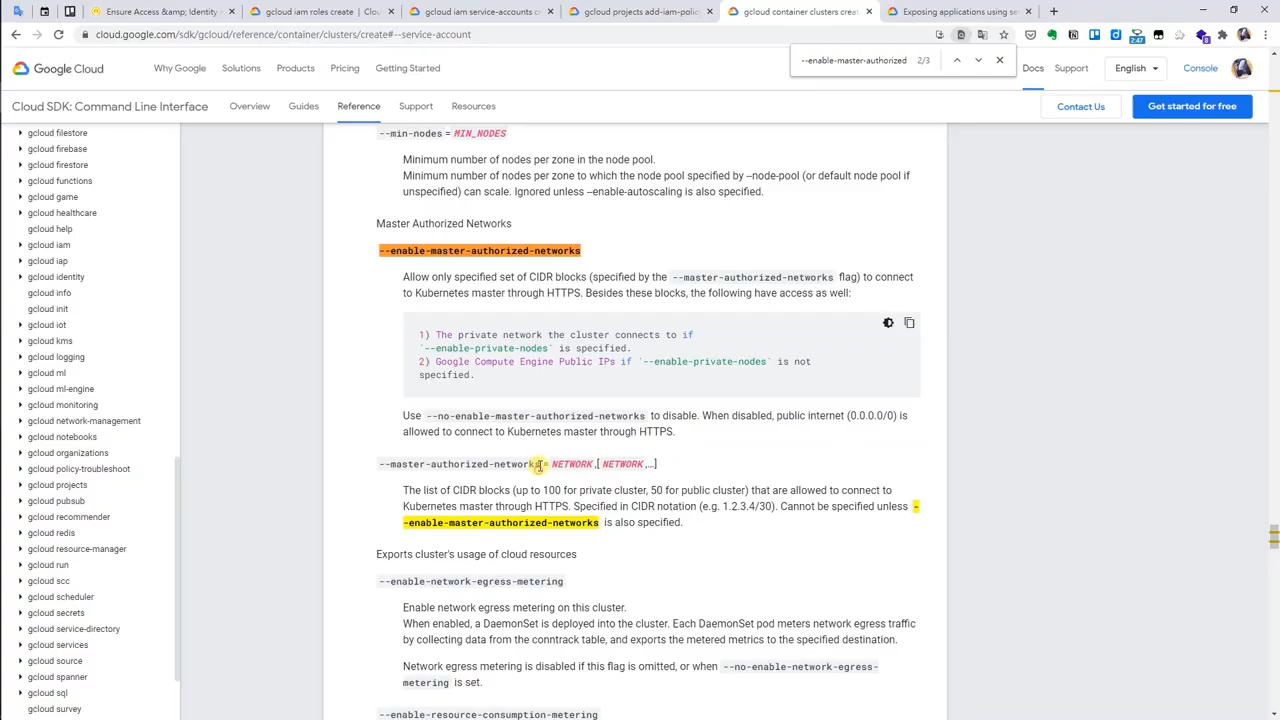 Ensure Access &amp; Identity
gcloud iam roles create | Clou
gcloud iam service-accounts c
gcloud projects add-iam-polic
gcloud container clusters creat
Exposing applications using se
cloud.google.com/sdk/gcloud/reference/container/clusters/create#--service-account
2:47
8
--enable-master-authorized 2/3
Google Cloud
Why Google
Solutions
Products
Pricing
Getting Started
Docs
Support
English
Console
Cloud SDK: Command Line Interface
Overview
Guides
Reference
Support
Resources
Contact Us
Get started for free
gcloud filestore
gcloud firebase
gcloud firestore
gcloud functions
gcloud game
gcloud healthcare
gcloud help
gcloud iam
gcloud iap
gcloud identity
gcloud info
gcloud init
gcloud iot
gcloud kms
gcloud logging
gcloud ml
gcloud ml-engine
gcloud monitoring
gcloud network-management
gcloud notebooks
gcloud organizations
gcloud policy-troubleshoot
gcloud projects
gcloud pubsub
gcloud recommender
gcloud redis
gcloud resource-manager
gcloud run
gcloud scc
gcloud scheduler
gcloud secrets
gcloud service-directory
gcloud services
gcloud source
gcloud spanner
gcloud sql
gcloud survey
--min-nodes = MIN_NODES
Minimum number of nodes per zone in the node pool.
Minimum number of nodes per zone to which the node pool specified by --node-pool (or default node pool if
unspecified) can scale. Ignored unless --enable-autoscaling is also specified.
Master Authorized Networks
--enable-master-authorized-networks
Allow only specified set of CIDR blocks (specified by the --master-authorized-networks flag) to connect
to Kubernetes master through HTTPS. Besides these blocks, the following have access as well:
1) The private network the cluster connects to if
`--enable-private-nodes` is specified.
2) Google Compute Engine Public IPs if `--enable-private-nodes` is not
specified.
Use --no-enable-master-authorized-networks to disable. When disabled, public internet (0.0.0.0/0) is
allowed to connect to Kubernetes master through HTTPS.
--master-authorized-networks = NETWORK,[ NETWORK,…]
The list of CIDR blocks (up to 100 for private cluster, 50 for public cluster) that are allowed to connect to
Kubernetes master through HTTPS. Specified in CIDR notation (e.g. 1.2.3.4/30). Cannot be specified unless -
-enable-master-authorized-networks is also specified.
Exports cluster's usage of cloud resources
--enable-network-egress-metering
Enable network egress metering on this cluster.
When enabled, a DaemonSet is deployed into the cluster. Each DaemonSet pod meters network egress traffic
by collecting data from the conntrack table, and exports the metered metrics to the specified destination.
Network egress metering is disabled if this flag is omitted, or when --no-enable-network-egress-
metering is set.
--enable-resource-consumption-metering